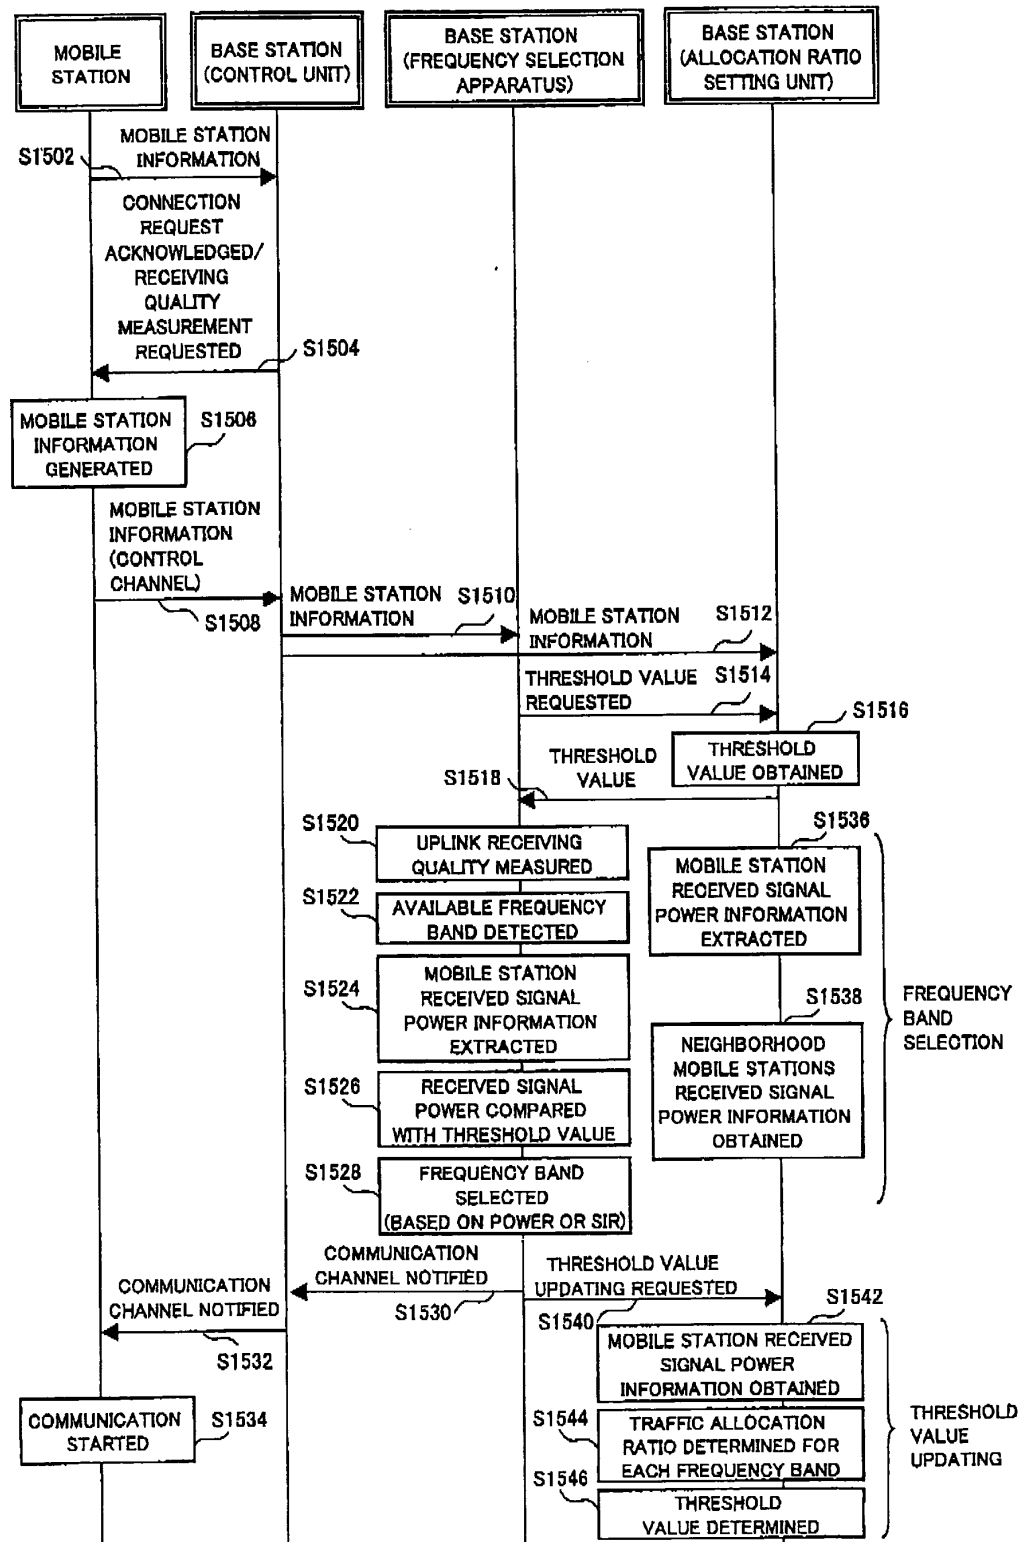 MOBILE
STATION
BASE STATION
(CONTROL UNIT)
BASE STATION
(FREQUENCY SELECTION
APPARATUS)
BASE STATION
(ALLOCATION RATIO
SETTING UNIT)
S1502
MOBILE STATION
INFORMATION
CONNECTION
REQUEST
ACKNOWLEDGED/
RECEIVING
QUALITY
MEASUREMENT
REQUESTED
S1504
MOBILE STATION
INFORMATION
GENERATED
S1506
MOBILE STATION
INFORMATION
(CONTROL
CHANNEL)
S1508
MOBILE STATION
INFORMATION
S1510
MOBILE STATION
INFORMATION
S1512
THRESHOLD VALUE
REQUESTED
S1514
S1516
THRESHOLD
VALUE OBTAINED
THRESHOLD
VALUE
S1518
S1520
UPLINK RECEIVING
QUALITY MEASURED
S1522
AVAILABLE FREQUENCY
BAND DETECTED
S1524
MOBILE STATION
RECEIVED SIGNAL
POWER INFORMATION
EXTRACTED
S1526
RECEIVED SIGNAL
POWER COMPARED
WITH THRESHOLD VALUE
S1528
FREQUENCY BAND
SELECTED
(BASED ON POWER OR SIR)
S1536
MOBILE STATION
RECEIVED SIGNAL
POWER INFORMATION
EXTRACTED
S1538
NEIGHBORHOOD
MOBILE STATIONS
RECEIVED SIGNAL
POWER INFORMATION
OBTAINED
FREQUENCY
BAND
SELECTION
COMMUNICATION
CHANNEL NOTIFIED
S1530
COMMUNICATION
CHANNEL NOTIFIED
S1532
COMMUNICATION
STARTED
S1534
THRESHOLD VALUE
UPDATING REQUESTED
S1540
S1542
MOBILE STATION RECEIVED
SIGNAL POWER
INFORMATION OBTAINED
S1544
TRAFFIC ALLOCATION
RATIO DETERMINED FOR
EACH FREQUENCY BAND
S1546
THRESHOLD
VALUE DETERMINED
THRESHOLD
VALUE
UPDATING